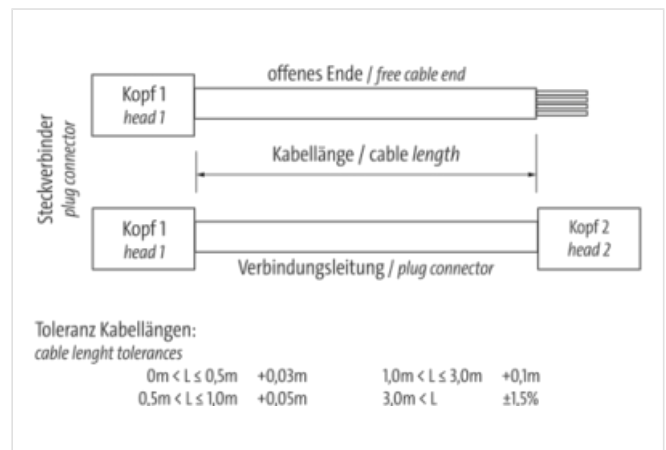 offenes Ende / free cable end
Kopf 1
head 1
Steckverbinder
plug connector
Kabellänge / cable length
Kopf 1
head 1
Kopf 2
head 2
Verbindungsleitung / plug connector
Toleranz Kabellängen:
cable lenght tolerances
0m < L ≤ 0,5m +0,03m 1,0m < L ≤ 3,0m +0,1m
0,5m < L ≤ 1,0m +0,05m 3,0m < L ±1,5%